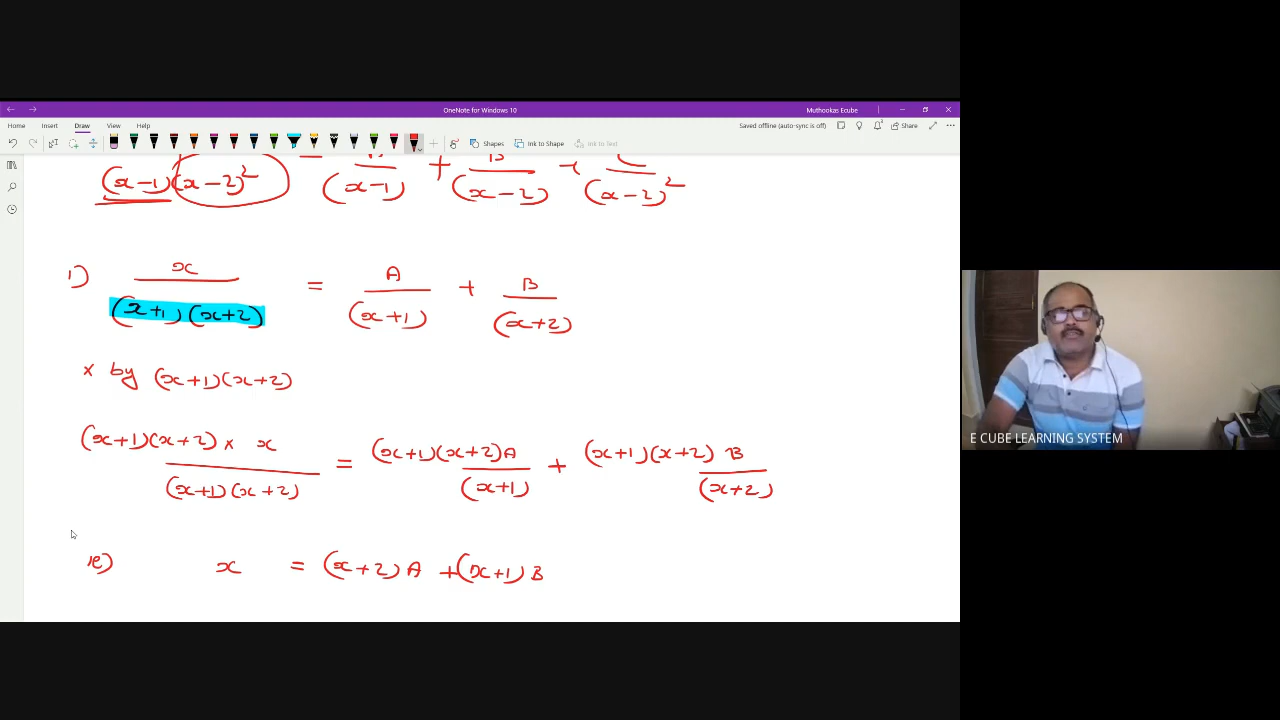 OneNote for Windows 10
Muthookas Ecube
Home Insert Draw View Help
Saved offline (auto-sync is off) Share
Shapes Ink to Shape Ink to Text
(x-1)(x-2)² = (x-1) + B (x-2) + (x-2)²
1) x/(x+1)(x+2) = A/(x+1) + B/(x+2)
x by (x+1)(x+2)
(x+1)(x+2) x x/(x+1)(x+2) = (x+1)(x+2)A/(x+1) + (x+1)(x+2)B/(x+2)
ie) x = (x+2)A + (x+1)B
E CUBE LEARNING SYSTEM